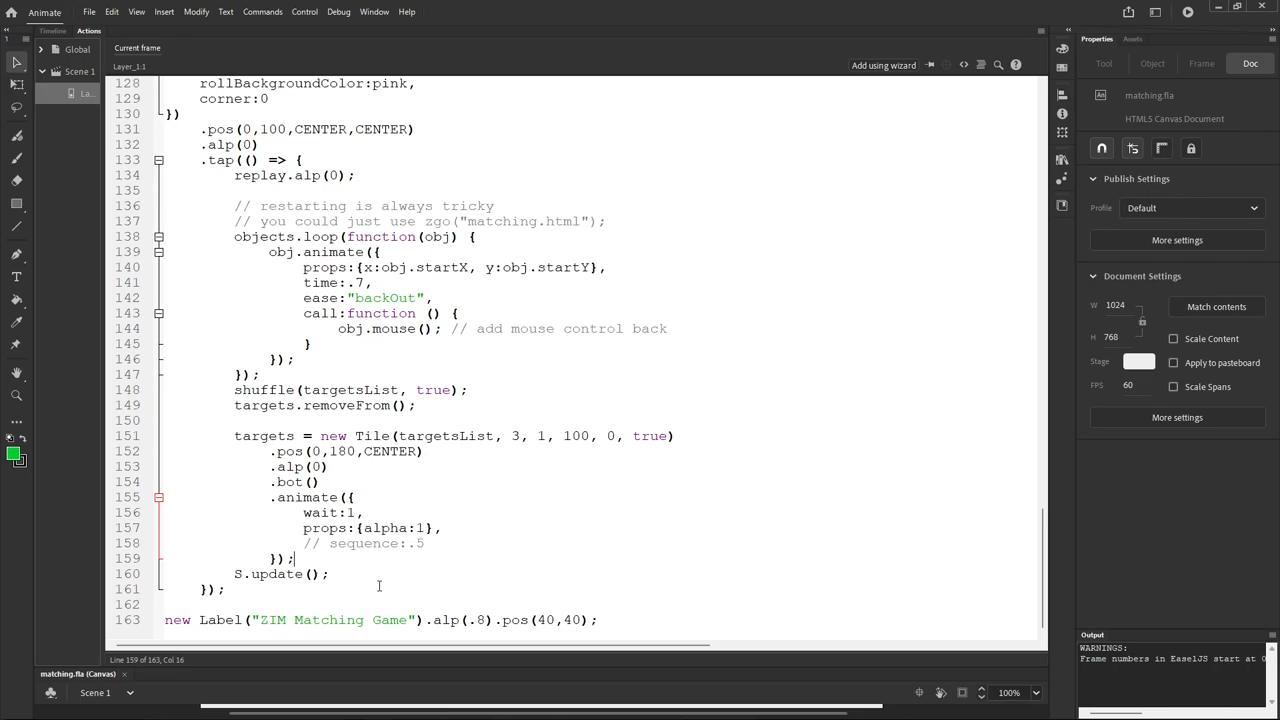 Animate File Edit View Insert Modify Text Commands Control Debug Window Help
Timeline Actions
Global
Scene 1
La...
Current frame
Layer_1:1
Add using wizard
128 rollBackgroundColor:pink,
129 corner:0
130 })
131 .pos(0,100,CENTER,CENTER)
132 .alp(0)
133 .tap(() => {
134 replay.alp(0);
135
136 // restarting is always tricky
137 // you could just use zgo("matching.html");
138 objects.loop(function(obj) {
139 obj.animate({
140 props:{x:obj.startX, y:obj.startY},
141 time:.7,
142 ease:"backOut",
143 call:function () {
144 obj.mouse(); // add mouse control back
145 }
146 });
147 });
148 shuffle(targetsList, true);
149 targets.removeFrom();
150
151 targets = new Tile(targetsList, 3, 1, 100, 0, true)
152 .pos(0,180,CENTER)
153 .alp(0)
154 .bot()
155 .animate({
156 wait:1,
157 props:{alpha:1},
158 // sequence:.5
159 });
160 S.update();
161 });
162
163 new Label("ZIM Matching Game").alp(.8).pos(40,40);
Line 159 of 163, Col 16
matching.fla (Canvas) ×
Scene 1
100%
Properties Assets
Tool Object Frame Doc
An matching.fla
HTML5 Canvas Document
Publish Settings
Profile Default
More settings
Document Settings
W 1024
Match contents
H 768
Scale Content
Stage
Apply to pasteboard
FPS 60
Scale Spans
More settings
Output
WARNINGS:
Frame numbers in EaselJS start at 0